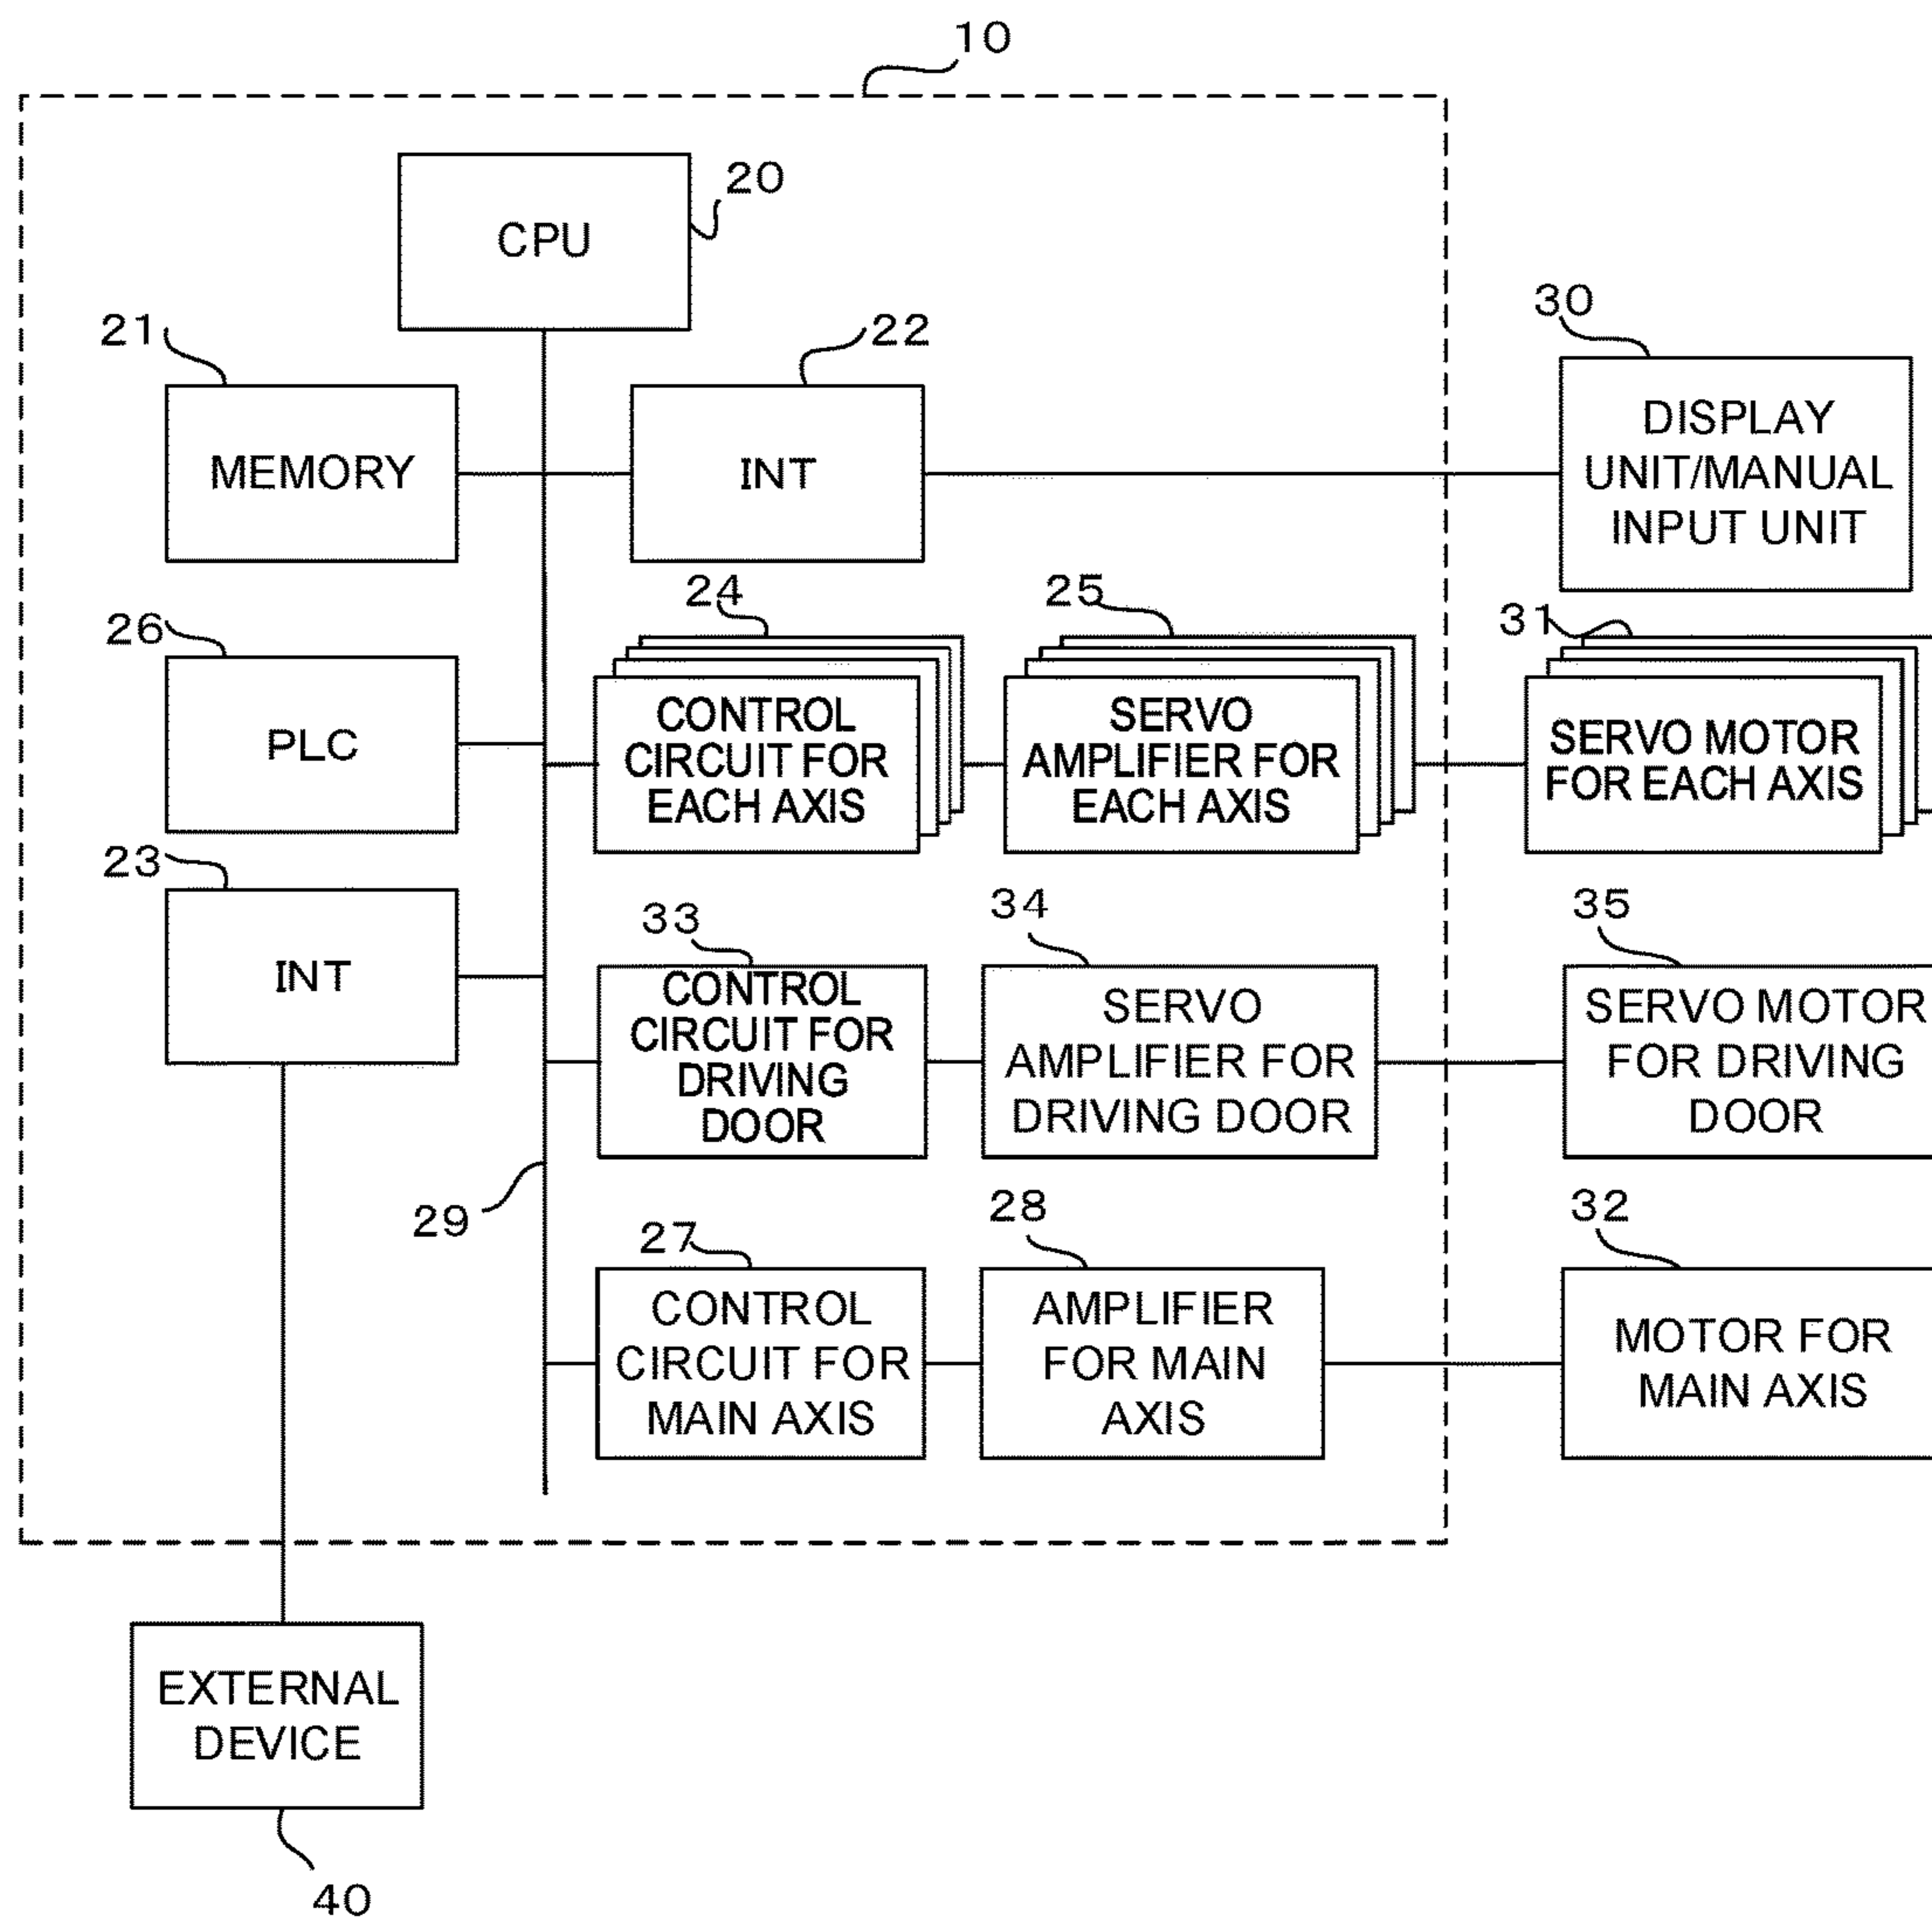 10
20
CPU
21
22
30
MEMORY
INT
DISPLAY
UNIT/MANUAL
INPUT UNIT
26
24
25
31
PLC
CONTROL
CIRCUIT FOR
EACH AXIS
SERVO
AMPLIFIER FOR
EACH AXIS
SERVO MOTOR
FOR EACH AXIS
23
33
34
35
INT
CONTROL
CIRCUIT FOR
DRIVING
DOOR
SERVO
AMPLIFIER FOR
DRIVING DOOR
SERVO MOTOR
FOR DRIVING
DOOR
29
27
28
32
CONTROL
CIRCUIT FOR
MAIN AXIS
AMPLIFIER
FOR MAIN
AXIS
MOTOR FOR
MAIN AXIS
EXTERNAL
DEVICE
40